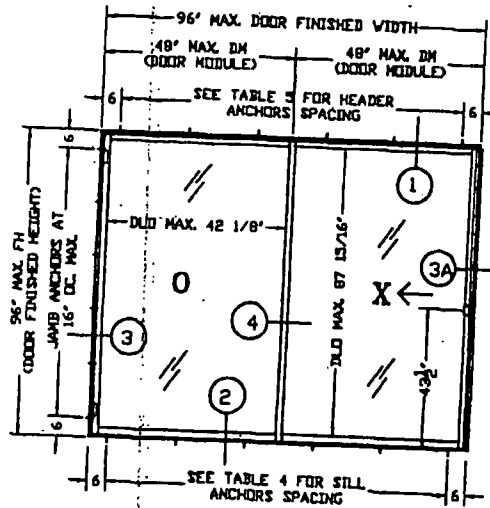 96" MAX. DOOR FINISHED WIDTH
48" MAX. DM
(DOOR MODULE)
48" MAX. DM
(DOOR MODULE)
6
SEE TABLE 5 FOR HEADER
ANCHORS SPACING
6
6
1
96" MAX. FH
(DOOR FINISHED HEIGHT)
JAMB ANCHORS AT
16" OC. MAX.
DLO MAX. 42 1/8"
DLO MAX. 87 15/16"
3A
O
X
4
3
43½"
2
6
6
SEE TABLE 4 FOR SILL
ANCHORS SPACING
6